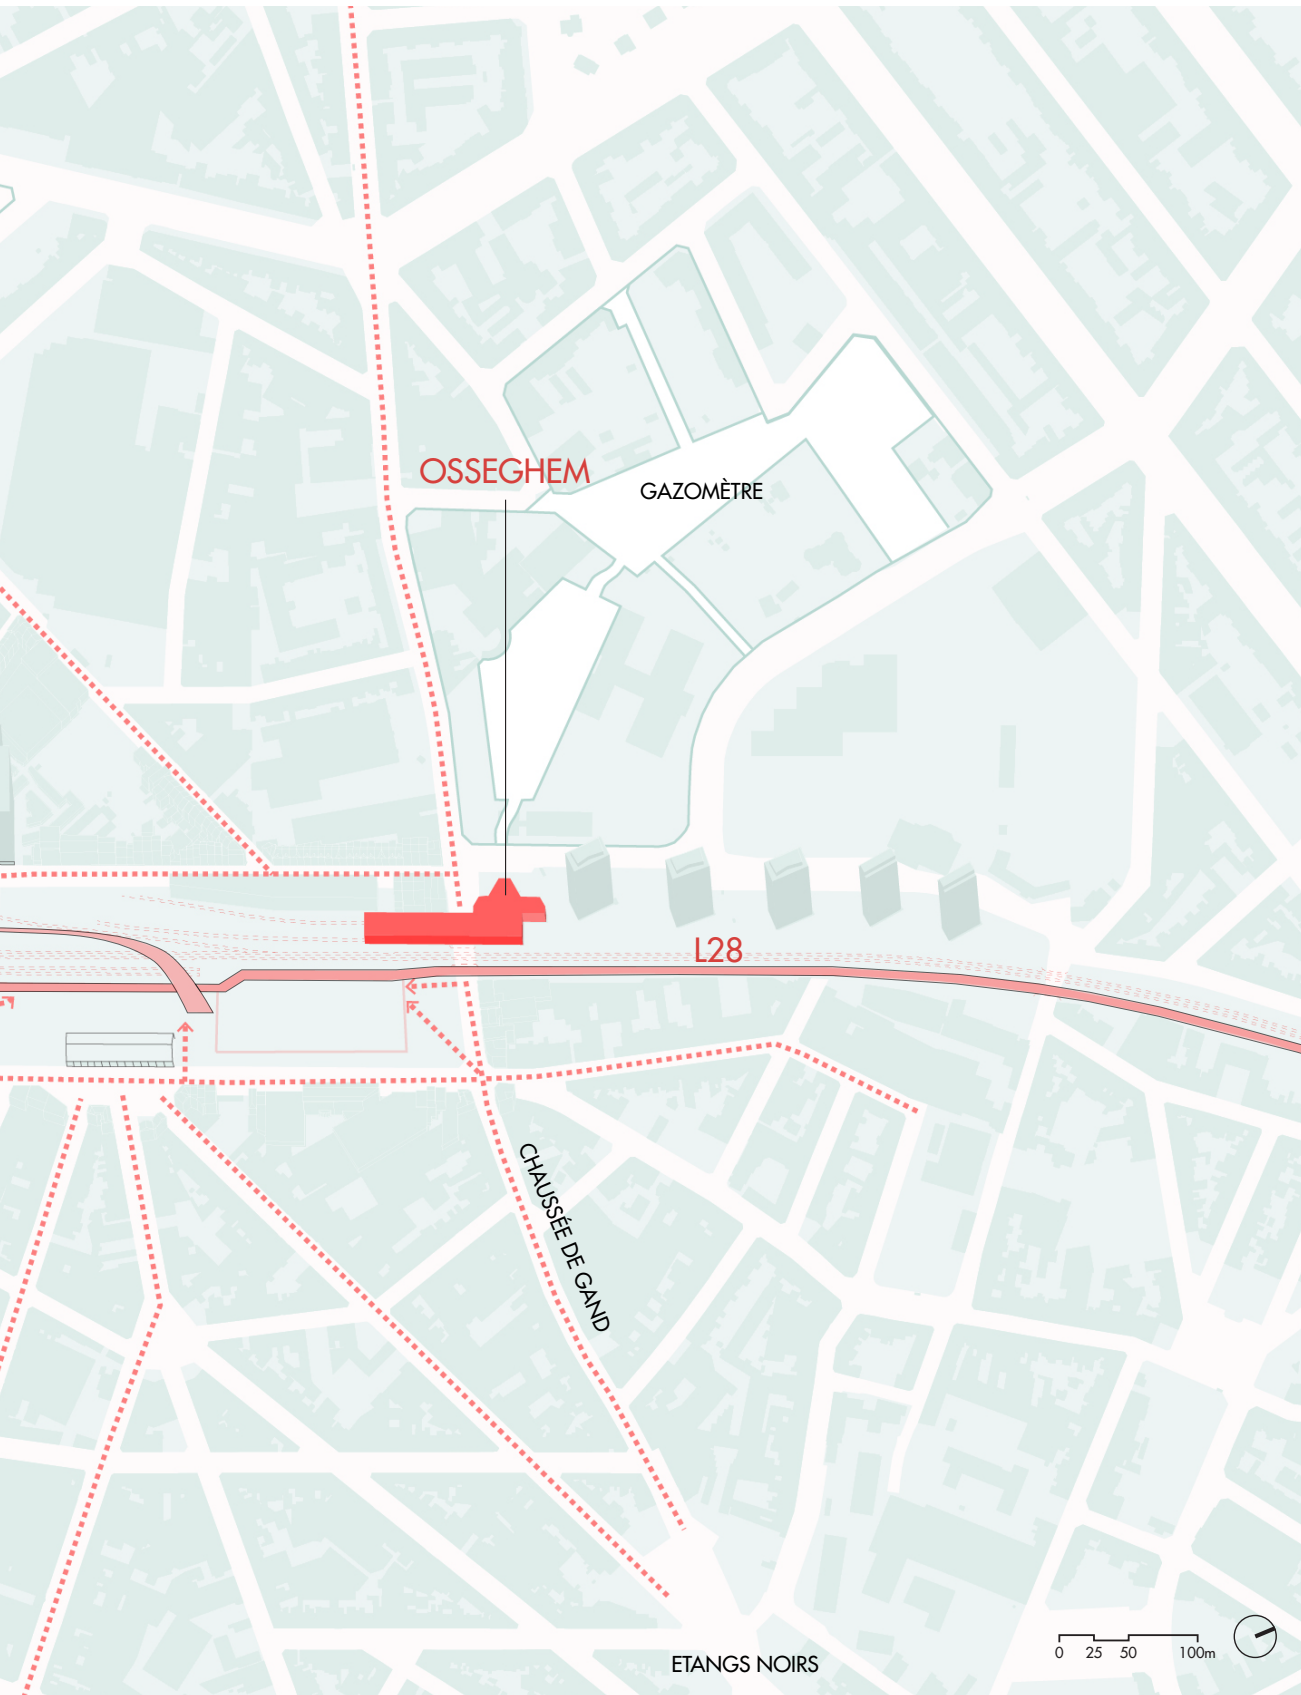 OSSEGHEM
GAZOMÈTRE
L28
CHAUSSÉE DE GAND
0 25 50 100m
ETANGS NOIRS